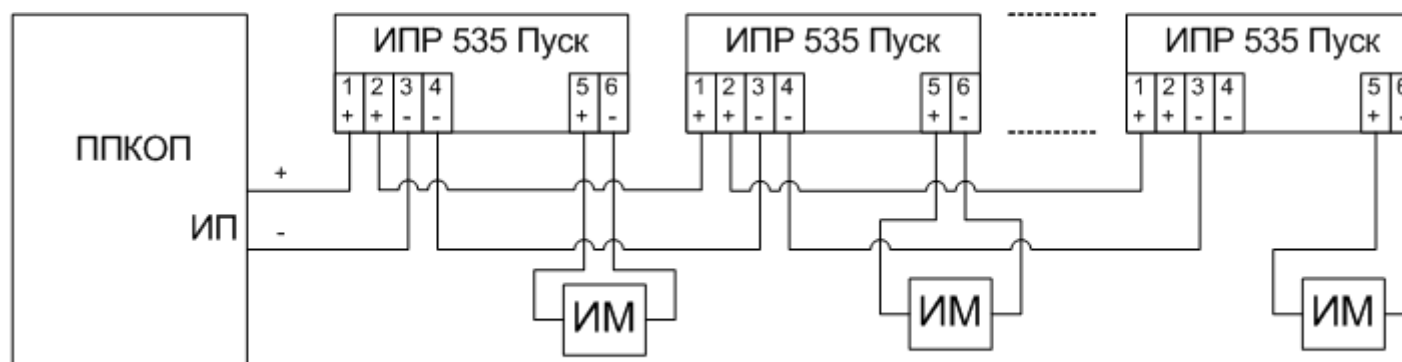 ИПР 535 Пуск ИПР 535 Пуск ИПР 535 Пуск
1 2 3 4 5 6 1 2 3 4 5 6 1 2 3 4 5 6
+ + - - + - + + - - + - + + - - + -
ППКОП
+
ИП -
ИМ ИМ ИМ